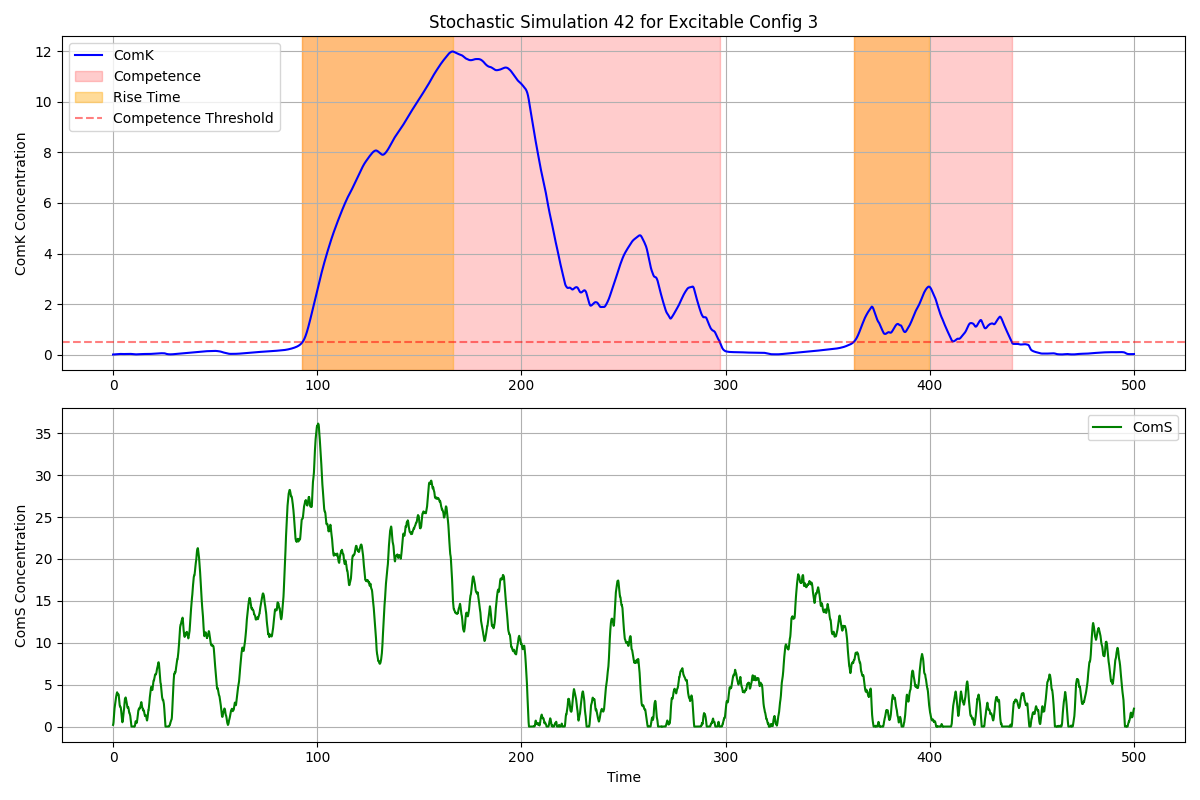 Stochastic Simulation 42 for Excitable Config 3
ComK Concentration
12
10
8
6
4
2
0
ComK
Competence
Rise Time
Competence Threshold
0 100 200 300 400 500
ComS Concentration
35
30
25
20
15
10
5
0
ComS
0 100 200 300 400 500
Time